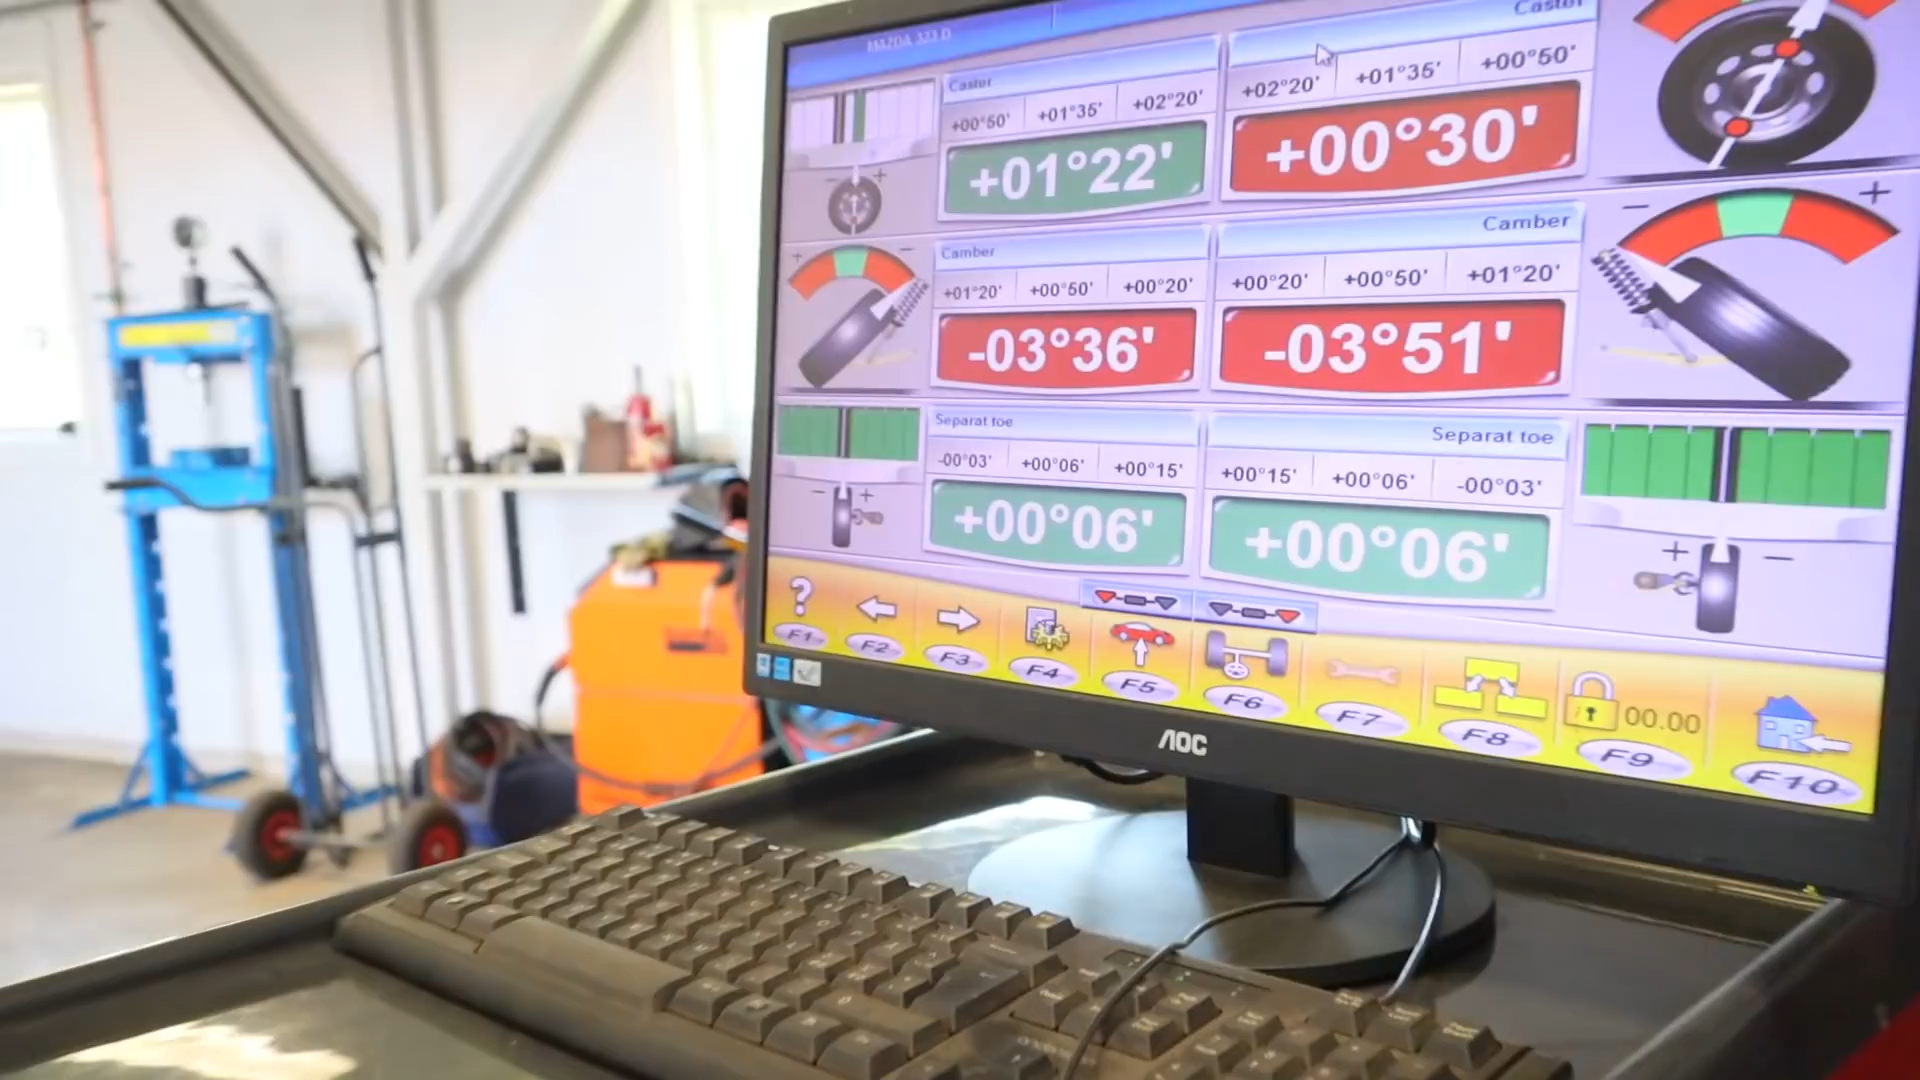 MAZDA 323 D
Castor
Castor
+00°50' +01°35' +02°20'
+02°20' +01°35' +00°50'
+01°22'
+00°30'
Camber
Camber
+01°20' +00°50' +00°20'
+00°20' +00°50' +01°20'
-03°36'
-03°51'
Separat toe
Separat toe
-00°03' +00°06' +00°15'
+00°15' +00°06' -00°03'
+00°06'
+00°06'
?
00.00
F1 F2 F3 F4 F5 F6 F7 F8 F9 F10
AOC